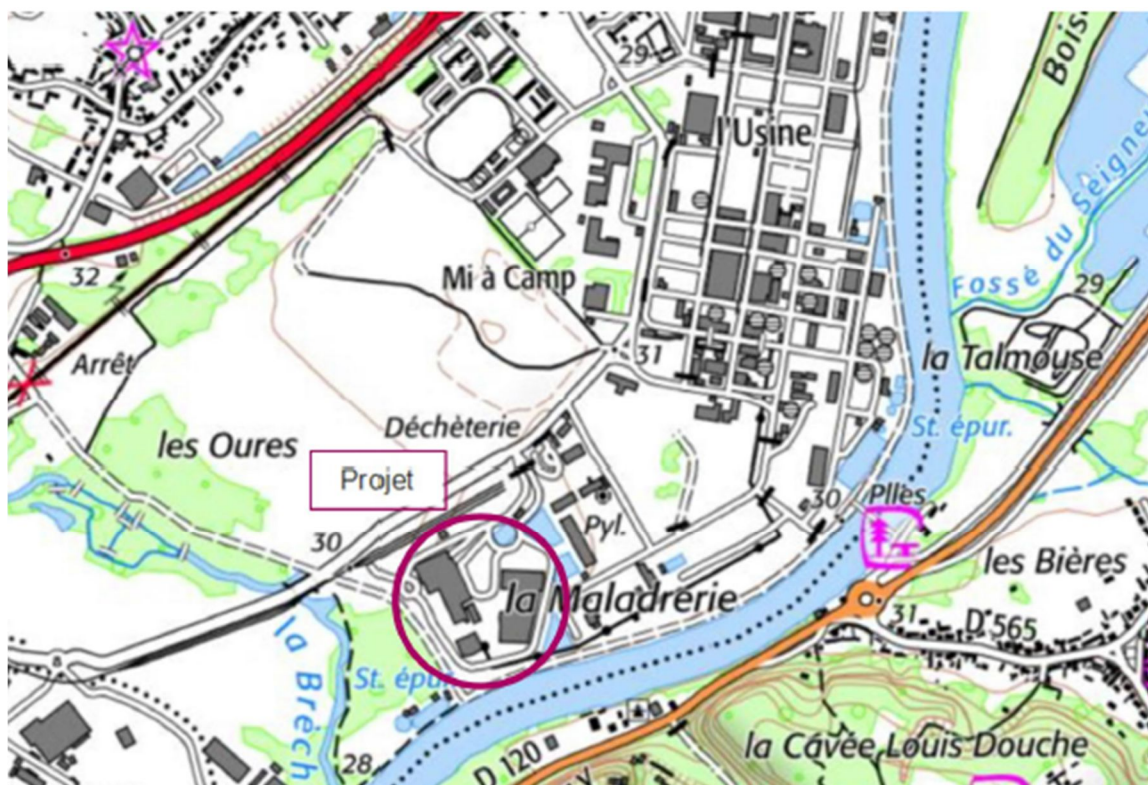 Bois
29
l'Usine
Fossé du Seigneu
32
Mi à Camp
29
31
la Talmouse
Arrêt
Déchèterie
les Oures
St. épur.
Projet
Plles
30
Pyl.
30
les Bières
la Maladrerie
31
D 565
la Brèch
St. épur
28
la Cavée Louis Douche
D 120